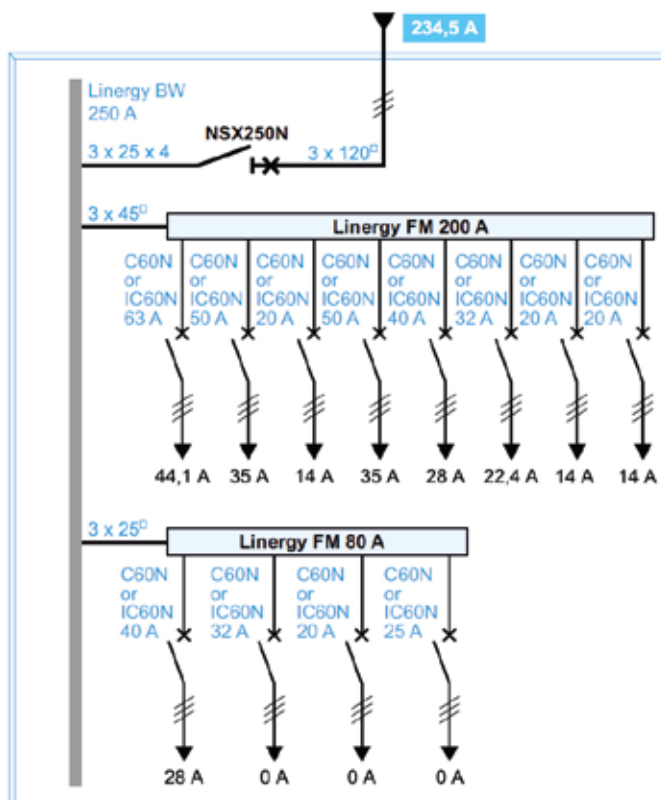 234,5 A
Linergy BW
250 A
NSX250N
3 x 25 x 4
3 x 120□
3 x 45□
Linergy FM 200 A
C60N C60N C60N C60N C60N C60N C60N C60N
or or or or or or or or
IC60N IC60N IC60N IC60N IC60N IC60N IC60N IC60N
63 A 50 A 20 A 50 A 40 A 32 A 20 A 20 A
44,1 A 35 A 14 A 35 A 28 A 22,4 A 14 A 14 A
3 x 25□
Linergy FM 80 A
C60N C60N C60N C60N
or or or or
IC60N IC60N IC60N IC60N
40 A 32 A 20 A 25 A
28 A 0 A 0 A 0 A